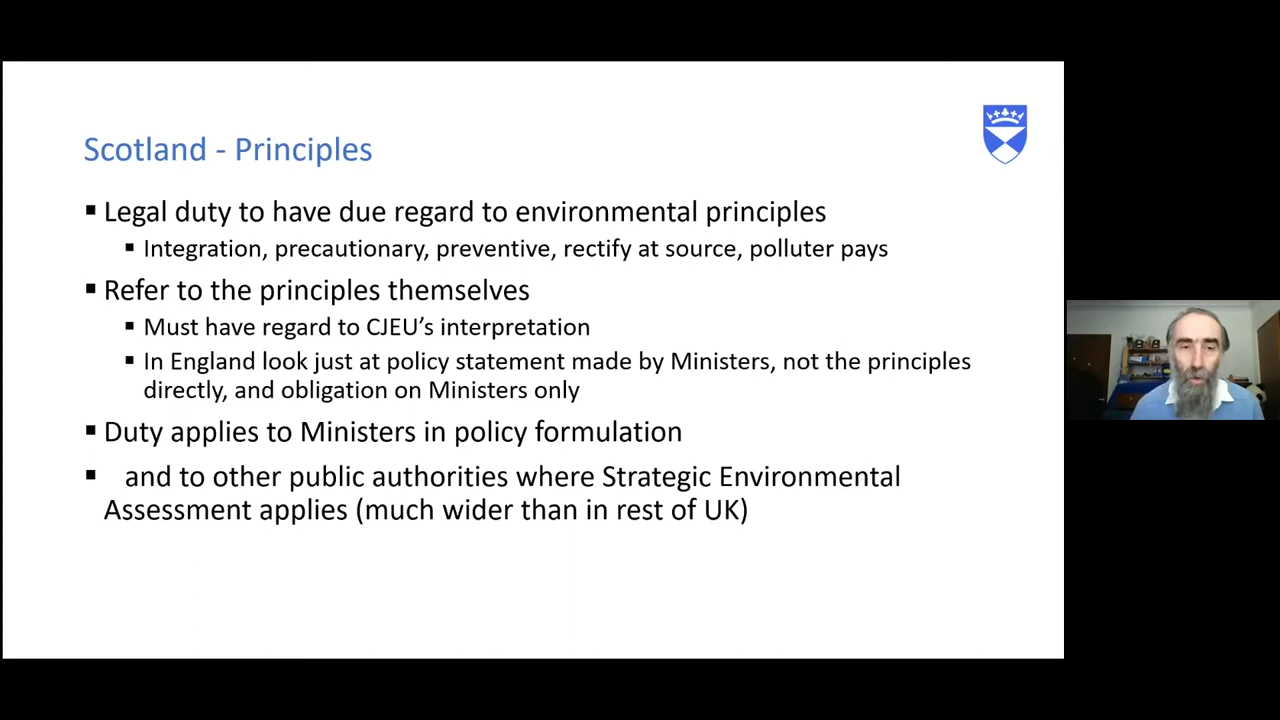 Scotland - Principles
▪ Legal duty to have due regard to environmental principles
▪ Integration, precautionary, preventive, rectify at source, polluter pays
▪ Refer to the principles themselves
▪ Must have regard to CJEU’s interpretation
▪ In England look just at policy statement made by Ministers, not the principles
directly, and obligation on Ministers only
▪ Duty applies to Ministers in policy formulation
▪ and to other public authorities where Strategic Environmental
Assessment applies (much wider than in rest of UK)